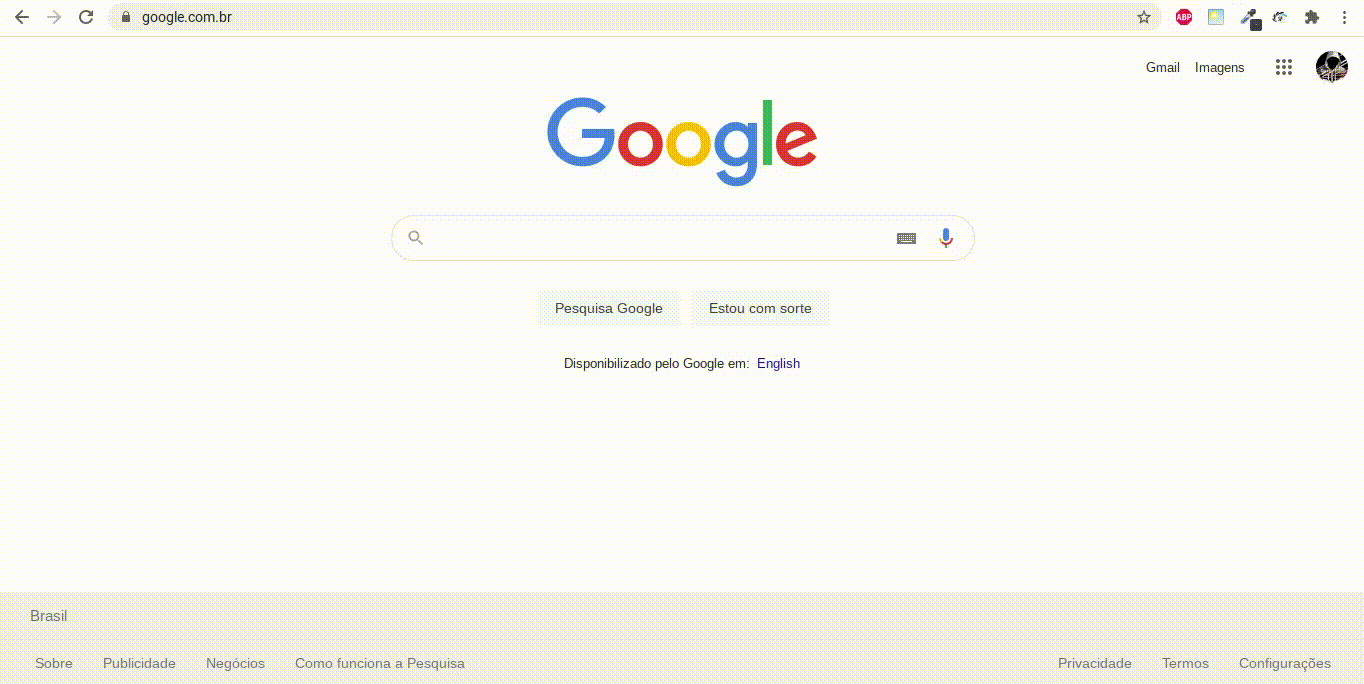 google.com.br
ABP
Gmail Imagens
Google
Pesquisa Google Estou com sorte
Disponibilizado pelo Google em: English
Brasil
Sobre Publicidade Negócios Como funciona a Pesquisa Privacidade Termos Configurações